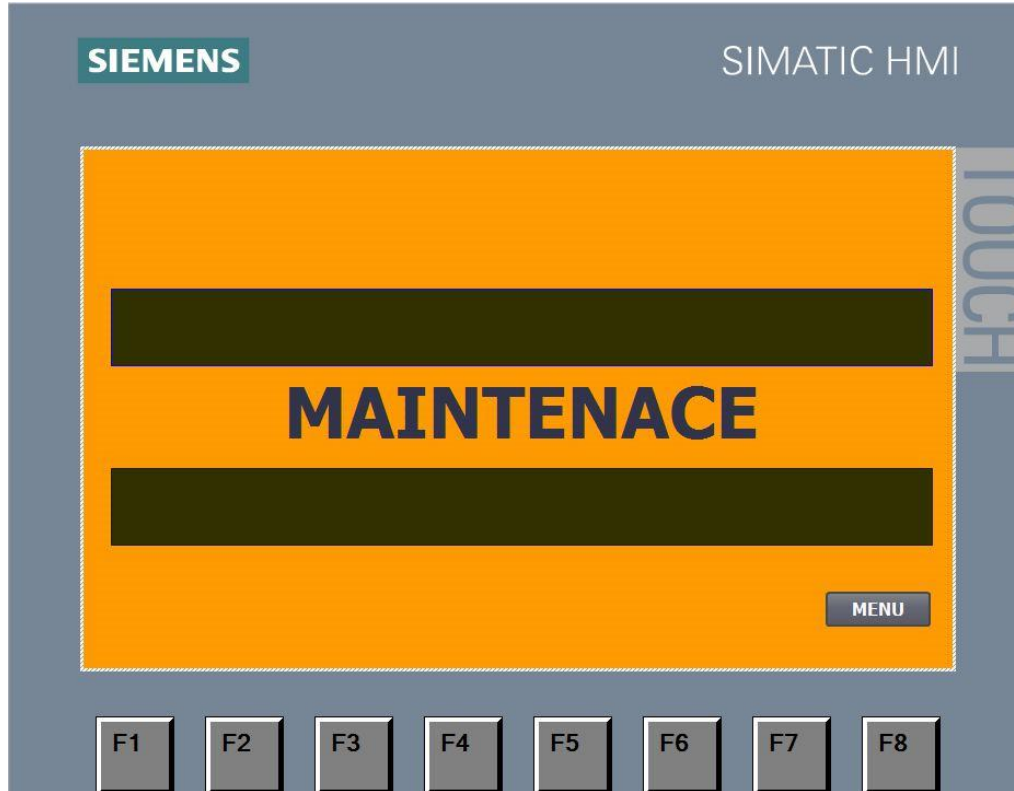 SIEMENS
SIMATIC HMI
TOUCH
MAINTENACE
MENU
F1 F2 F3 F4 F5 F6 F7 F8